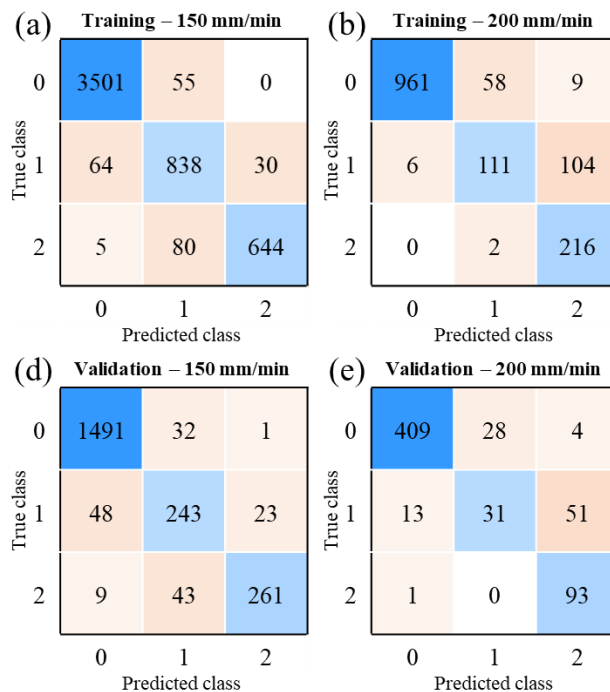 (a) Training – 150 mm/min
0 3501 55 0
1 64 838 30
2 5 80 644
True class
0 1 2
Predicted class
(b) Training – 200 mm/min
0 961 58 9
1 6 111 104
2 0 2 216
True class
0 1 2
Predicted class
(d) Validation – 150 mm/min
0 1491 32 1
1 48 243 23
2 9 43 261
True class
0 1 2
Predicted class
(e) Validation – 200 mm/min
0 409 28 4
1 13 31 51
2 1 0 93
True class
0 1 2
Predicted class